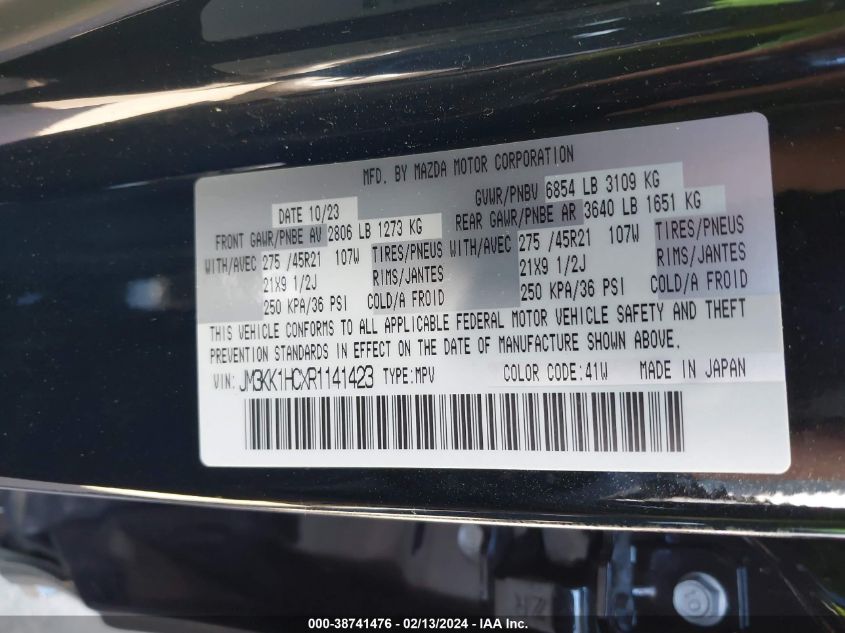 MFD. BY MAZDA MOTOR CORPORATION
DATE 10/23 GVWR/PNBV 6854 LB 3109 KG
FRONT GAWR/PNBE AV 2806 LB 1273 KG REAR GAWR/PNBE AR 3640 LB 1651 KG
WITH/AVEC 275 /45R21 107W TIRES/PNEUS WITH/AVEC 275 /45R21 107W TIRES/PNEUS
21X9 1/2J RIMS/JANTES 21X9 1/2J RIMS/JANTES
250 KPA/36 PSI COLD/A FROID 250 KPA/36 PSI COLD/A FROID
THIS VEHICLE CONFORMS TO ALL APPLICABLE FEDERAL MOTOR VEHICLE SAFETY AND THEFT
PREVENTION STANDARDS IN EFFECT ON THE DATE OF MANUFACTURE SHOWN ABOVE.
VIN: JM3KK1HCXR1141423 TYPE:MPV COLOR CODE:41W MADE IN JAPAN
000-38741476 - 02/13/2024 - IAA Inc.